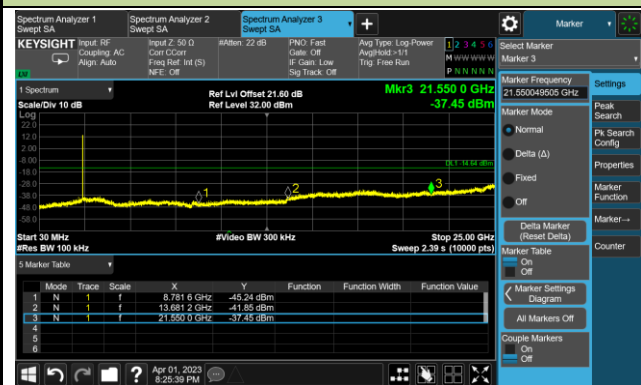 Spectrum Analyzer 1
Swept SA
Spectrum Analyzer 2
Swept SA
Spectrum Analyzer 3
Swept SA
Marker
KEYSIGHT
Input: RF
Coupling: AC
Align: Auto
Input Z: 50 Ω
Corr CCorr
Freq Ref: Int (S)
NFE: Off
#Atten: 22 dB
PNO: Fast
Gate: Off
IF Gain: Low
Sig Track: Off
Avg Type: Log-Power
Avg|Hold:>1/1
Trig: Free Run
1 2 3 4 5 6
M W W W W W
P N N N N N
Select Marker
Marker 3
1 Spectrum
Ref Lvl Offset 21.60 dB
Mkr3 21.550 0 GHz
Scale/Div 10 dB
Ref Level 32.00 dBm
-37.45 dBm
Log
22.0
12.0
2.00
-8.00
-18.0
-28.0
-38.0
-48.0
-58.0
DL1 -14.64 dBm
1
2
3
Start 30 MHz
#Video BW 300 kHz
Stop 25.00 GHz
#Res BW 100 kHz
Sweep 2.39 s (10000 pts)
5 Marker Table
Mode Trace Scale X Y Function Function Width Function Value
1 N 1 f 8.781 6 GHz -45.24 dBm
2 N 1 f 13.681 2 GHz -41.85 dBm
3 N 1 f 21.550 0 GHz -37.45 dBm
4
5
6
Marker Frequency
21.550049505 GHz
Marker Mode
Normal
Delta (Δ)
Fixed
Off
Delta Marker
(Reset Delta)
Marker Table
On
Off
Marker Settings
Diagram
All Markers Off
Couple Markers
On
Off
Settings
Peak
Search
Pk Search
Config
Properties
Marker
Function
Marker→
Counter
Apr 01, 2023
8:25:39 PM